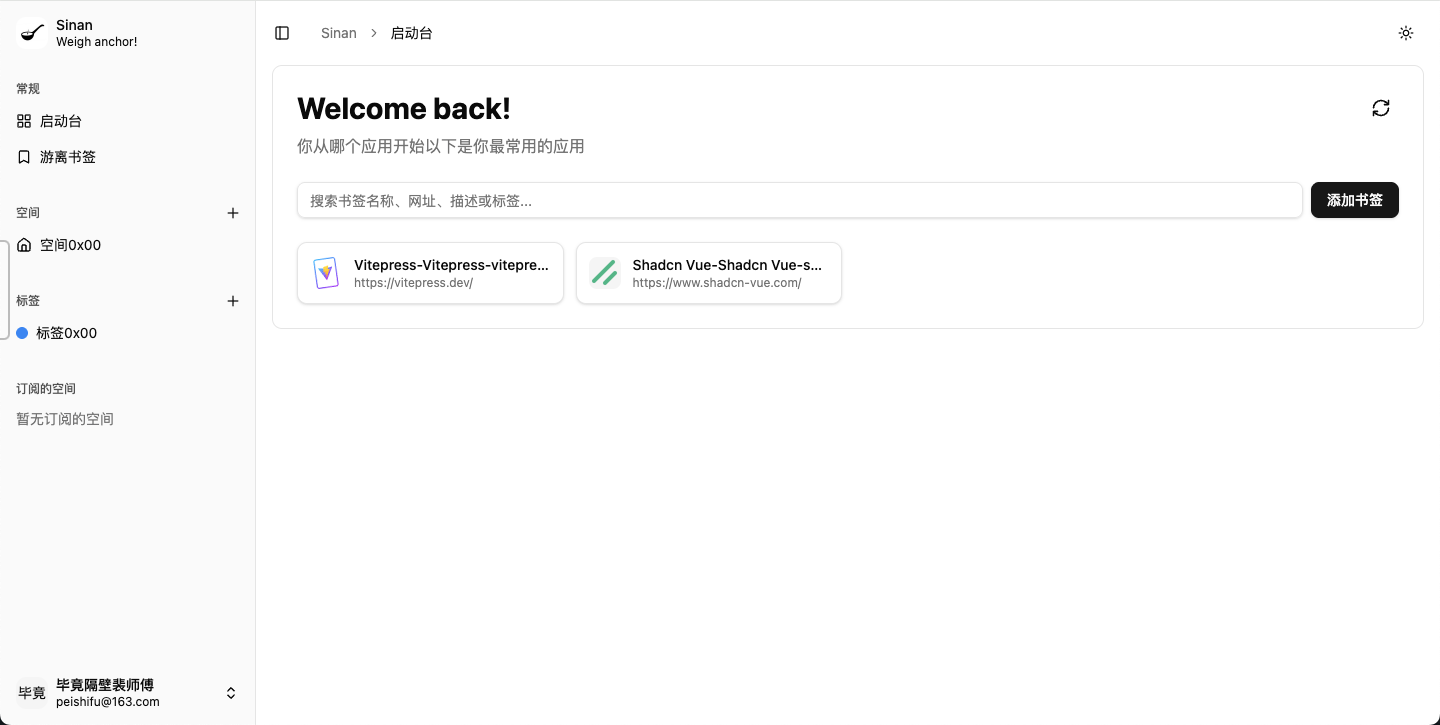 Sinan
Weigh anchor!
常规
启动台
游离书签
空间
空间0x00
标签
标签0x00
订阅的空间
暂无订阅的空间
毕竟
毕竟隔壁裴师傅
peishifu@163.com
Sinan
启动台
Welcome back!
你从哪个应用开始以下是你最常用的应用
搜索书签名称、网址、描述或标签...
添加书签
Vitepress-Vitepress-vitepre...
https://vitepress.dev/
Shadcn Vue-Shadcn Vue-s...
https://www.shadcn-vue.com/